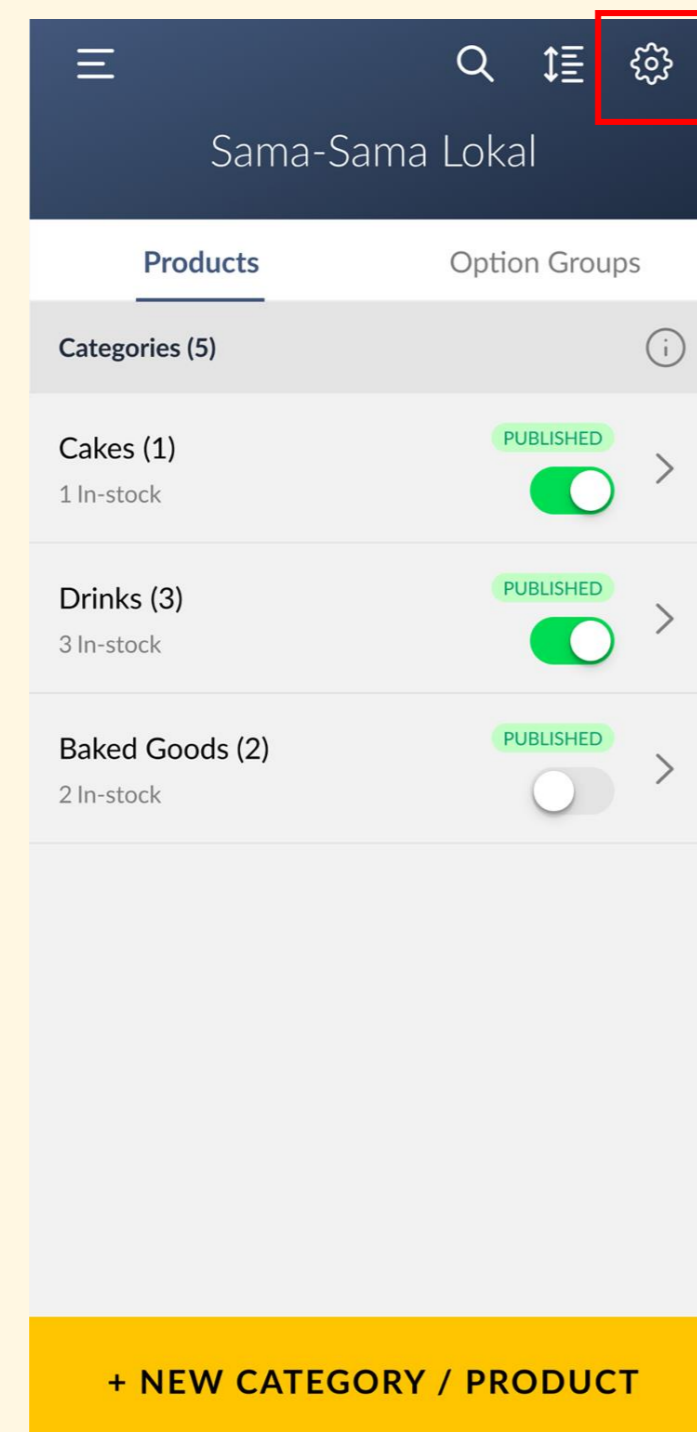 Sama-Sama Lokal
Products Option Groups
Categories (5)
PUBLISHED
Cakes (1)
1 In-stock
PUBLISHED
Drinks (3)
3 In-stock
PUBLISHED
Baked Goods (2)
2 In-stock
+ NEW CATEGORY / PRODUCT